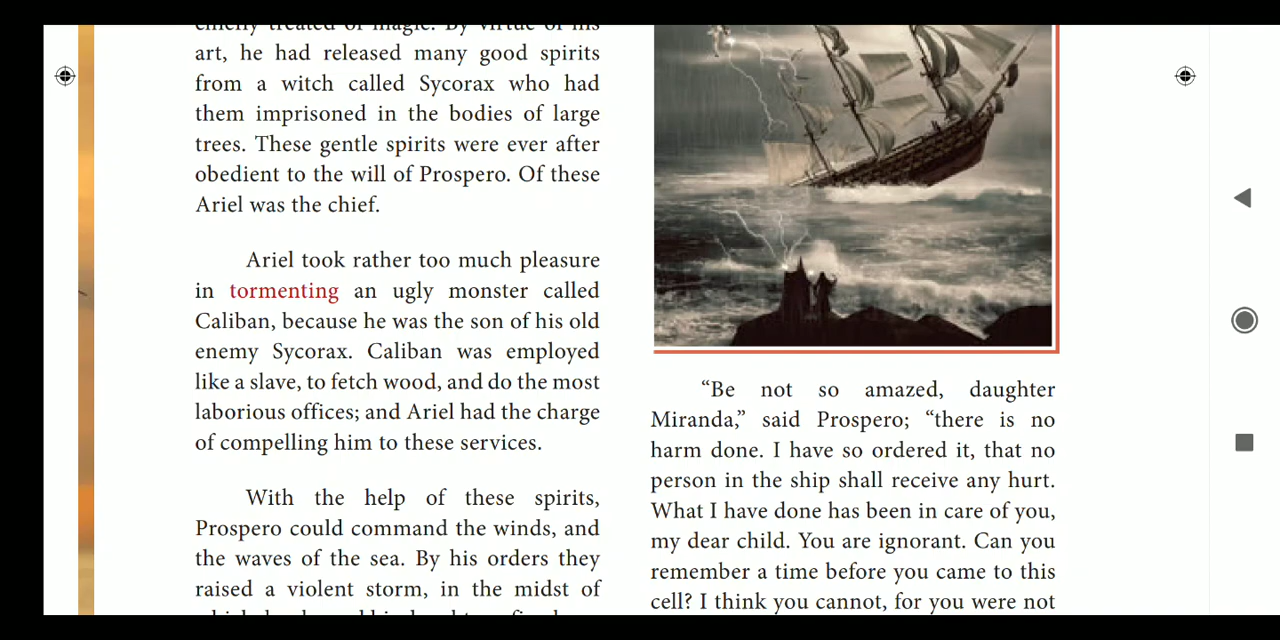 art, he had released many good spirits
from a witch called Sycorax who had
them imprisoned in the bodies of large
trees. These gentle spirits were ever after
obedient to the will of Prospero. Of these
Ariel was the chief.
Ariel took rather too much pleasure
in tormenting an ugly monster called
Caliban, because he was the son of his old
enemy Sycorax. Caliban was employed
like a slave, to fetch wood, and do the most
laborious offices; and Ariel had the charge
of compelling him to these services.
With the help of these spirits,
Prospero could command the winds, and
the waves of the sea. By his orders they
raised a violent storm, in the midst of
“Be not so amazed, daughter
Miranda,” said Prospero; “there is no
harm done. I have so ordered it, that no
person in the ship shall receive any hurt.
What I have done has been in care of you,
my dear child. You are ignorant. Can you
remember a time before you came to this
cell? I think you cannot, for you were not